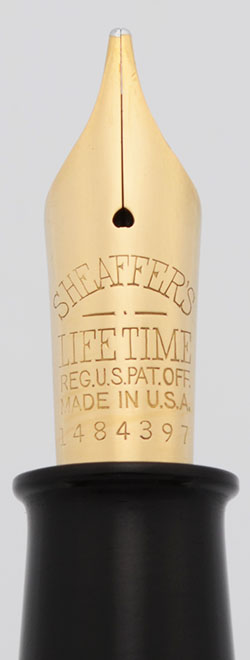 SHEAFFER'S
LIFETIME
REG.U.S.PAT.OFF.
MADE IN U.S.A.
1484397